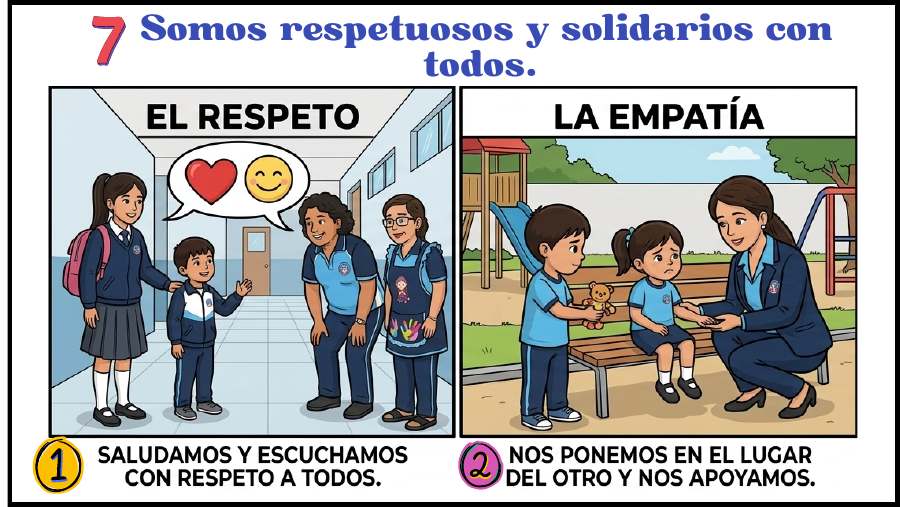 7 Somos respetuosos y solidarios con
todos.
EL RESPETO
LA EMPATÍA
1 SALUDAMOS Y ESCUCHAMOS
CON RESPETO A TODOS.
2 NOS PONEMOS EN EL LUGAR
DEL OTRO Y NOS APOYAMOS.